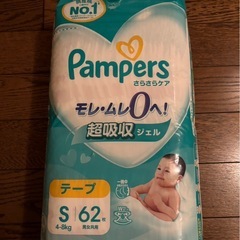 NO.1
Pampers
さらさらケア
モレ・ムレ0へ!
超吸収 ジェル
テープ
S 62枚
4-8kg 男女共用